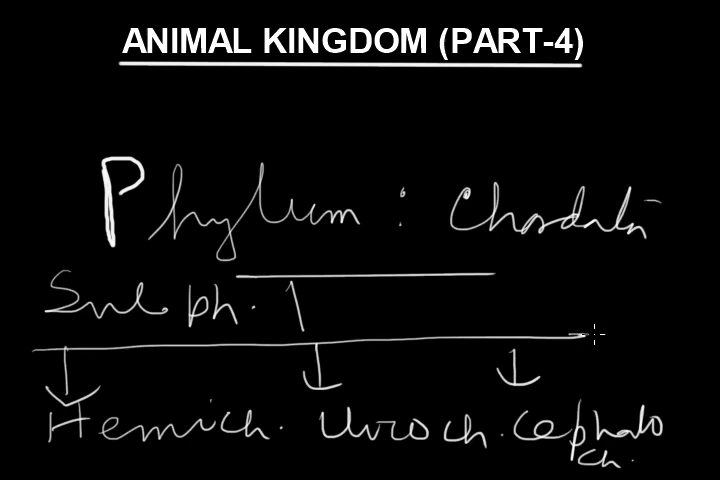 ANIMAL KINGDOM (PART-4)
Phylum : Chordata
Sub ph.
Hemich. Uroch. Cephalo
ch.